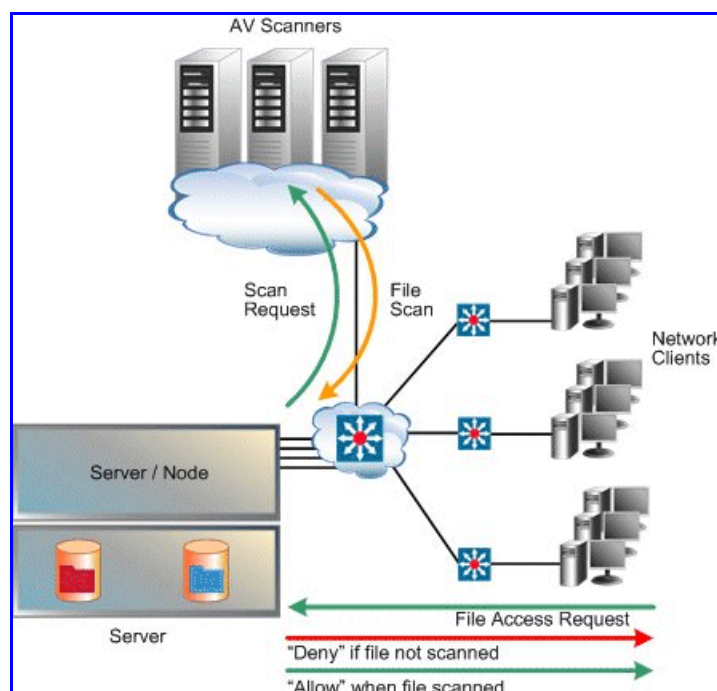 AV Scanners
Scan
Request
File
Scan
Network
Clients
Server / Node
Server
File Access Request
“Deny” if file not scanned
“Allow” when file scanned